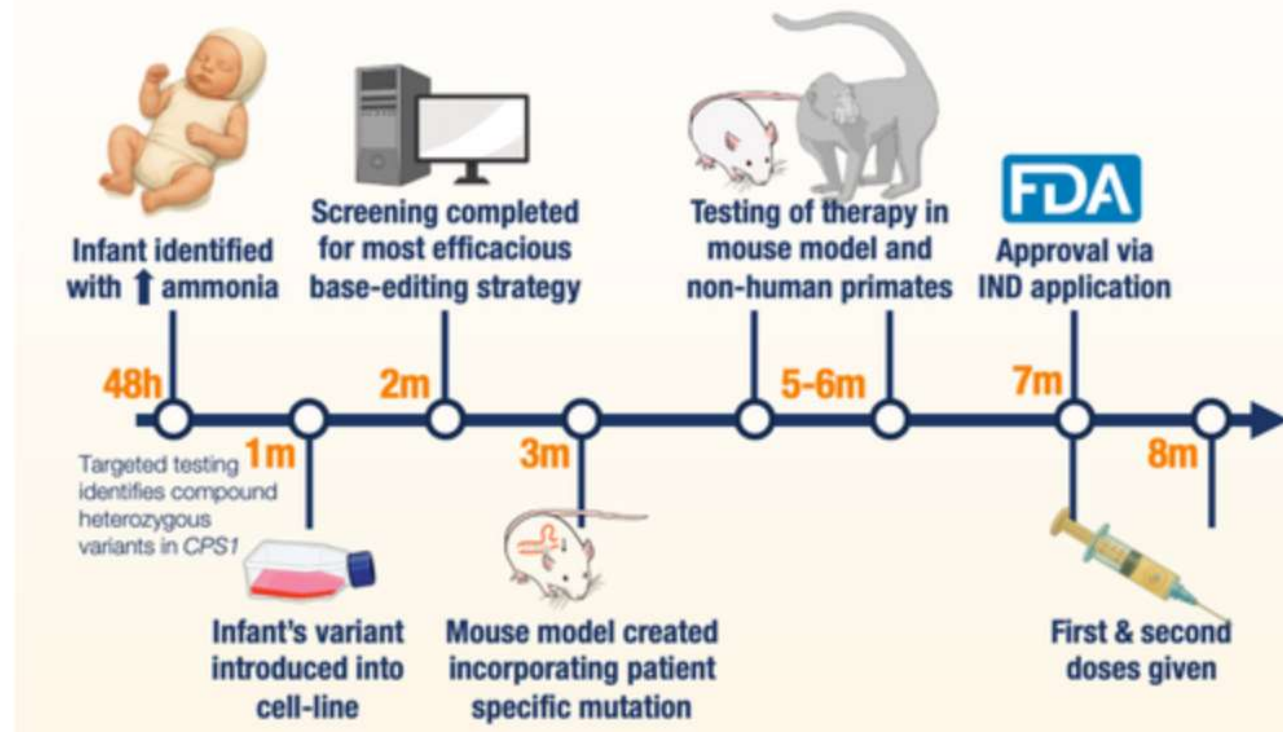 Infant identified
with ⬆ ammonia
Screening completed
for most efficacious
base-editing strategy
Testing of therapy in
mouse model and
non-human primates
FDA
Approval via
IND application
48h
2m
5-6m
7m
1m
3m
8m
Targeted testing
identifies compound
heterozygous
variants in CPS1
Infant's variant
introduced into
cell-line
Mouse model created
incorporating patient
specific mutation
First & second
doses given